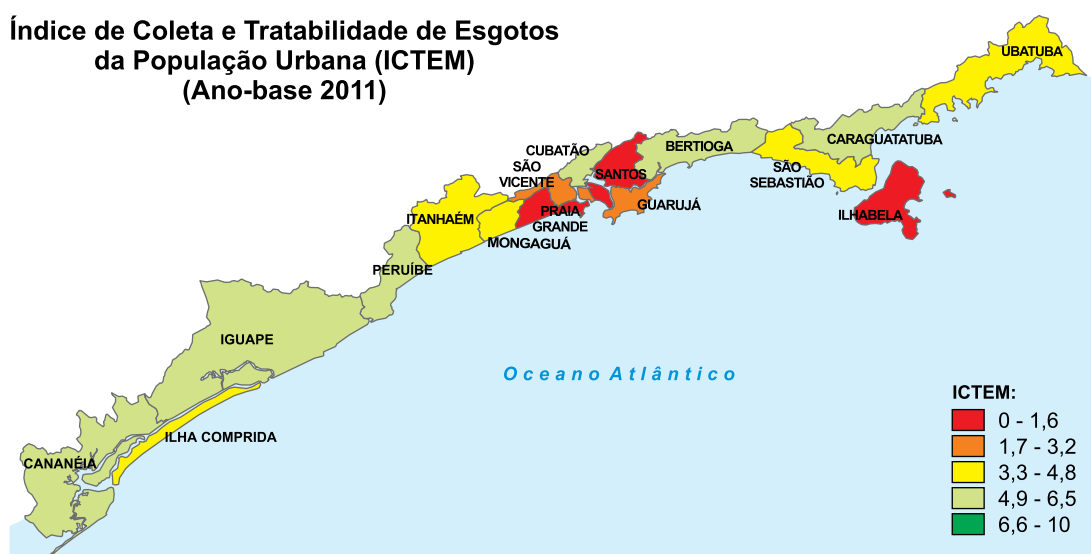 Índice de Coleta e Tratabilidade de Esgotos
da População Urbana (ICTEM)
(Ano-base 2011)
UBATUBA
CARAGUATATUBA
BERTIOGA
CUBATÃO
SÃO
VICENTE
SANTOS
SÃO
SEBASTIÃO
GUARUJÁ
PRAIA
GRANDE
ILHABELA
ITANHAÉM
MONGAGUÁ
PERUÍBE
IGUAPE
Oceano Atlântico
ILHA COMPRIDA
CANANÉIA
ICTEM:
0 - 1,6
1,7 - 3,2
3,3 - 4,8
4,9 - 6,5
6,6 - 10